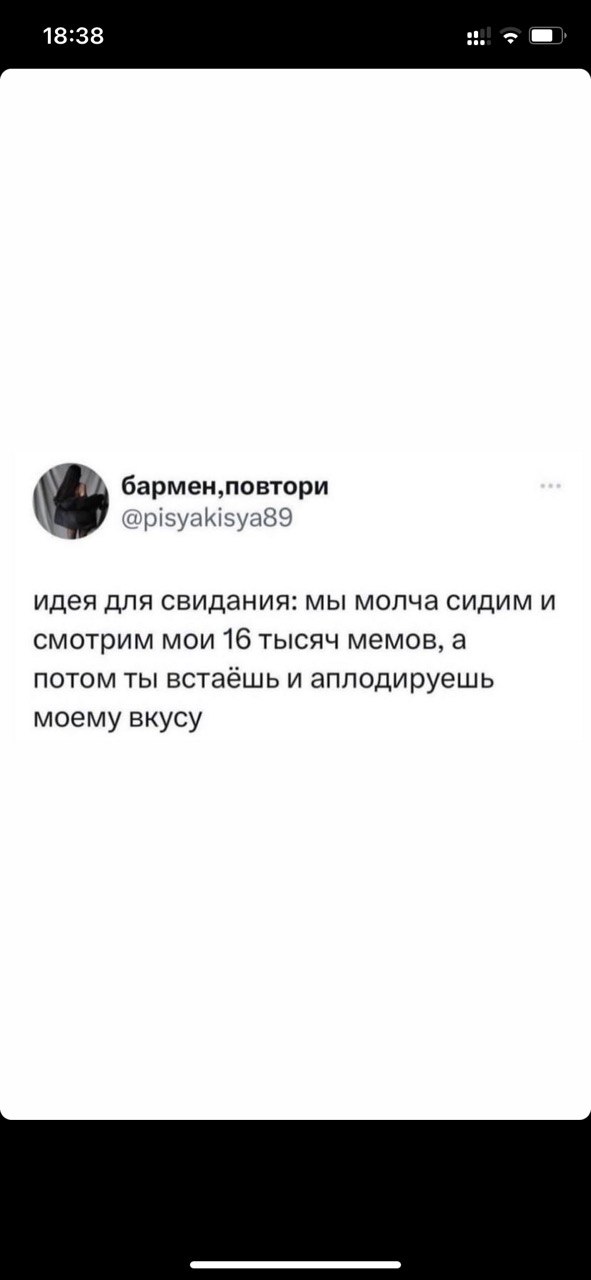 18:38
бармен,повтори
@pisyakisya89
идея для свидания: мы молча сидим и
смотрим мои 16 тысяч мемов, а
потом ты встаёшь и аплодируешь
моему вкусу